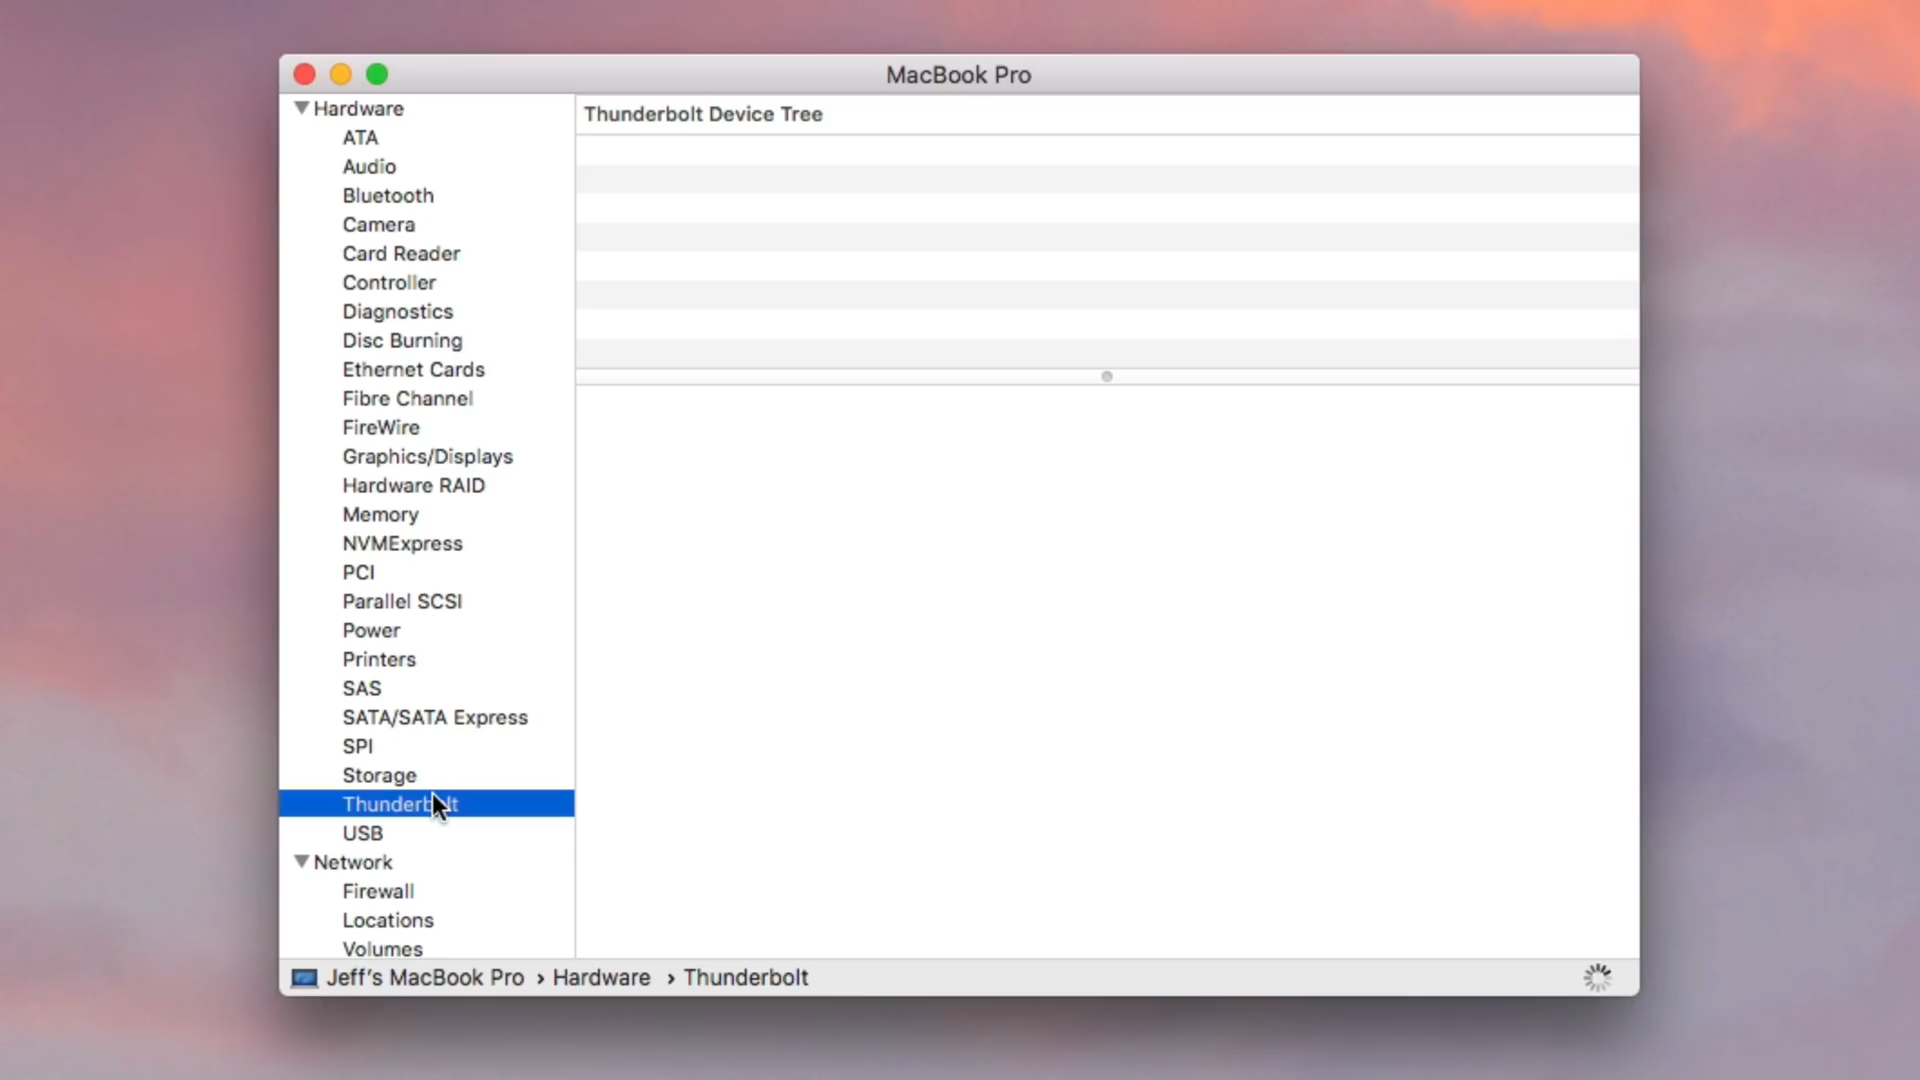 MacBook Pro
Hardware
ATA
Audio
Bluetooth
Camera
Card Reader
Controller
Diagnostics
Disc Burning
Ethernet Cards
Fibre Channel
FireWire
Graphics/Displays
Hardware RAID
Memory
NVMExpress
PCI
Parallel SCSI
Power
Printers
SAS
SATA/SATA Express
SPI
Storage
Thunderbolt
USB
Network
Firewall
Locations
Volumes
Thunderbolt Device Tree
Jeff's MacBook Pro › Hardware › Thunderbolt